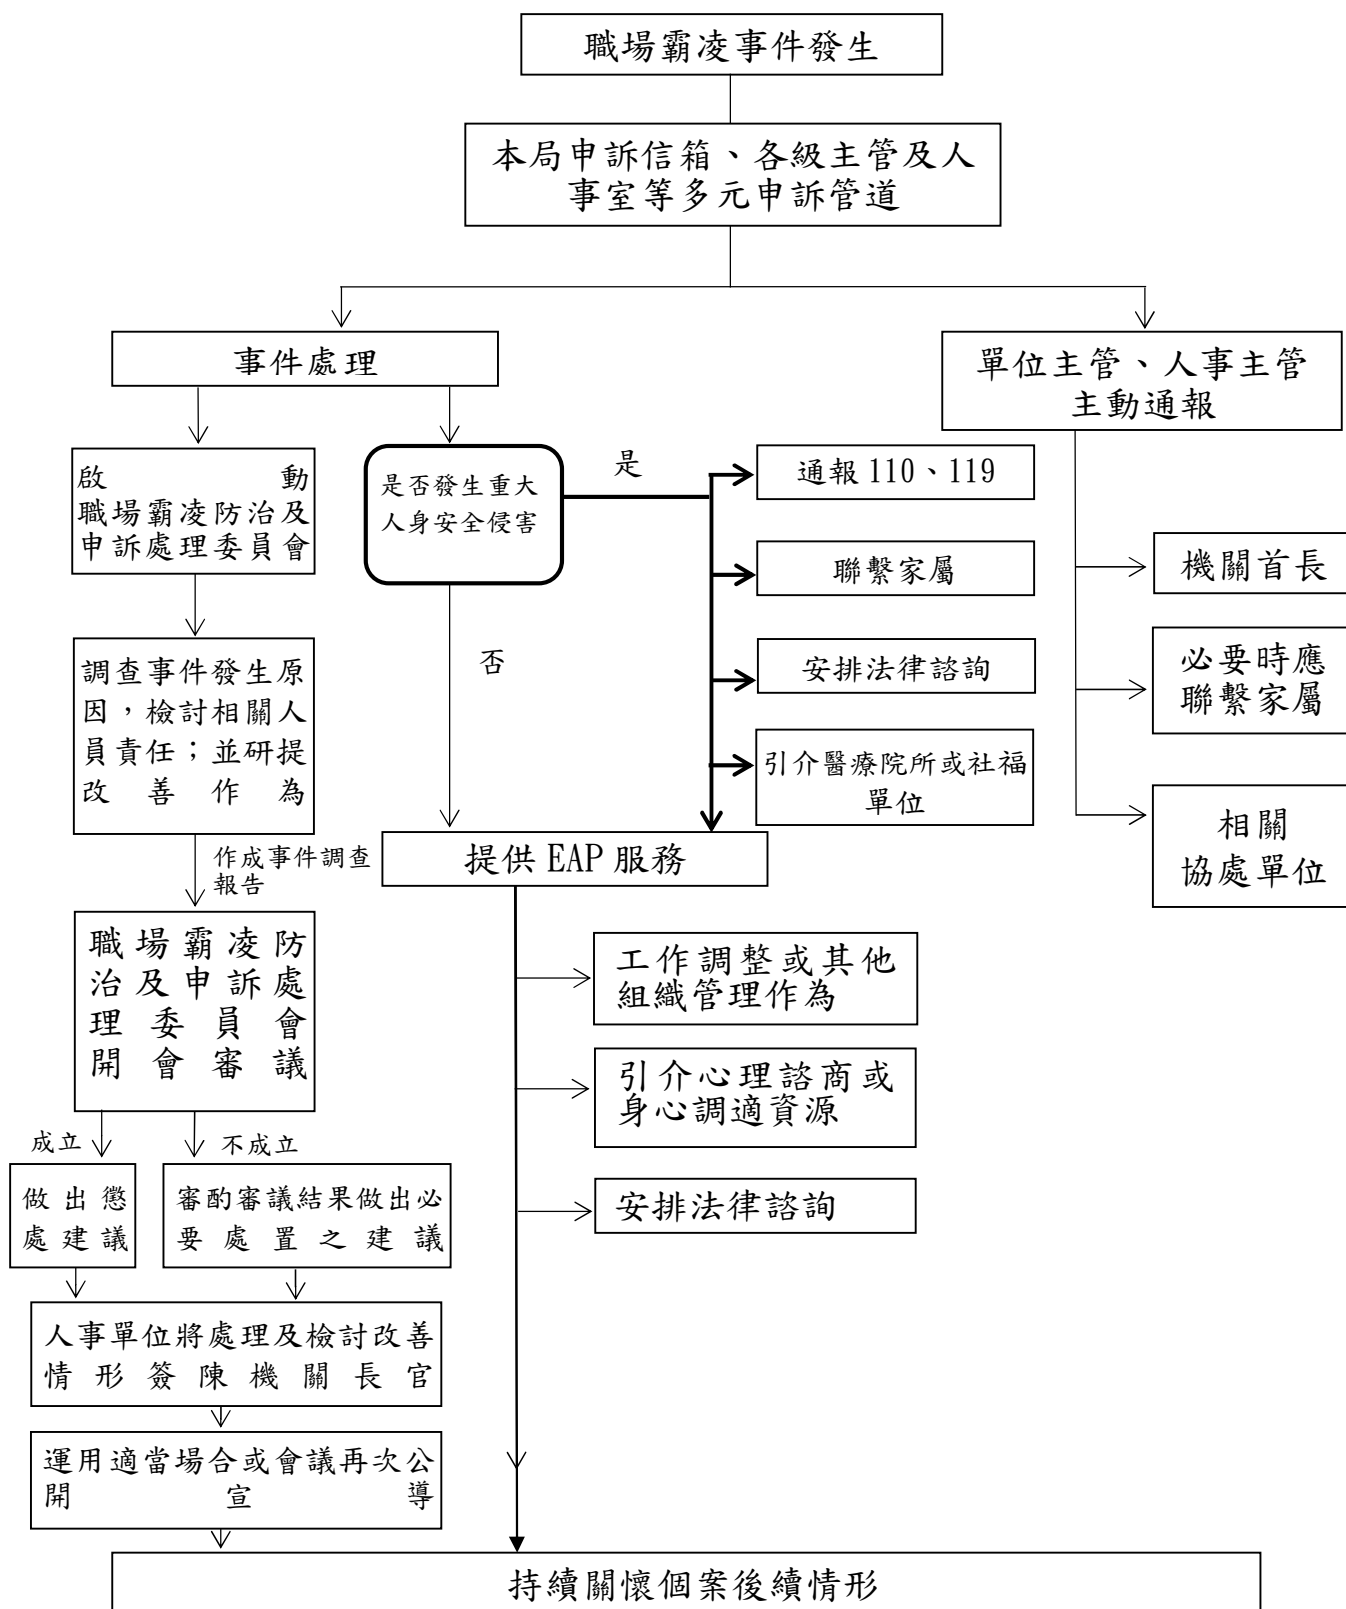 職場霸凌事件發生
本局申訴信箱、各級主管及人
事室等多元申訴管道
事件處理
單位主管、人事主管
主動通報
啟動
職場霸凌防治及
申訴處理委員會
是否發生重大
人身安全侵害
是
否
通報 110、119
聯繫家屬
安排法律諮詢
引介醫療院所或社福
單位
機關首長
必要時應
聯繫家屬
相關
協處單位
調查事件發生原
因，檢討相關人
員責任；並研提
改善作為
作成事件調查
報告
提供 EAP 服務
職場霸凌防
治及申訴處
理委員會
開會審議
工作調整或其他
組織管理作為
引介心理諮商或
身心調適資源
安排法律諮詢
成立
不成立
做出懲
處建議
審酌審議結果做出必
要處置之建議
人事單位將處理及檢討改善
情形簽陳機關長官
運用適當場合或會議再次公
開宣導
持續關懷個案後續情形